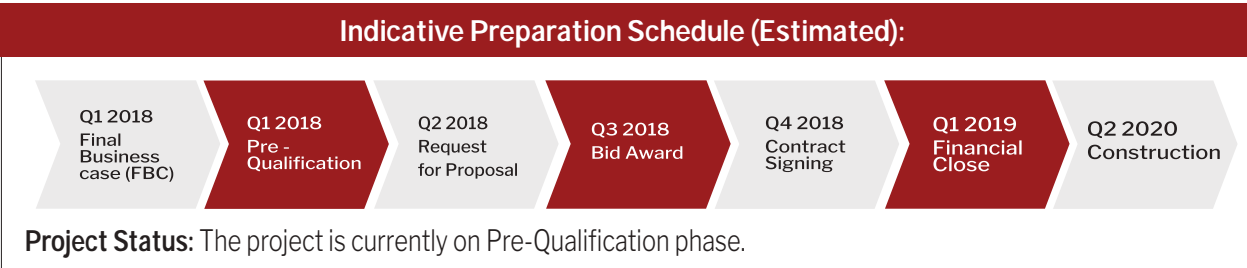 Indicative Preparation Schedule (Estimated):
Q1 2018
Final
Business
case (FBC)
Q1 2018
Pre -
Qualification
Q2 2018
Request
for Proposal
Q3 2018
Bid Award
Q4 2018
Contract
Signing
Q1 2019
Financial
Close
Q2 2020
Construction
Project Status: The project is currently on Pre-Qualification phase.